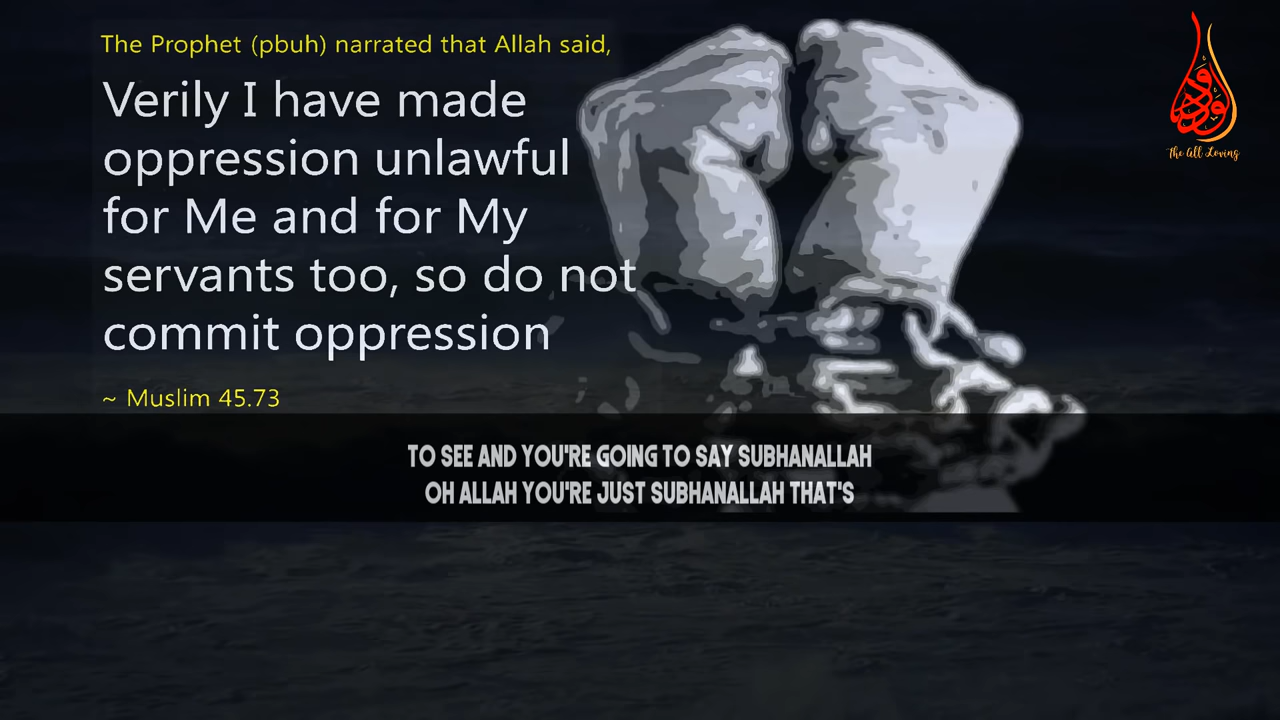 The Prophet (pbuh) narrated that Allah said,
Verily I have made
oppression unlawful
for Me and for My
servants too, so do not
commit oppression
~ Muslim 45.73
TO SEE AND YOU'RE GOING TO SAY SUBHANALLAH
OH ALLAH YOU'RE JUST SUBHANALLAH THAT'S
The All Loving